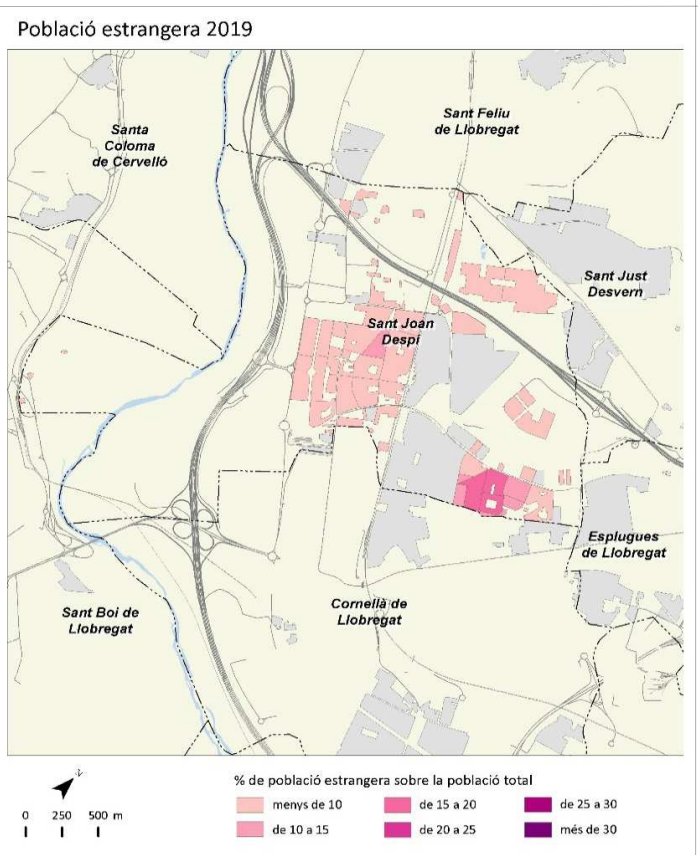 Població estrangera 2019
Santa
Coloma
de Cervelló
Sant Feliu
de Llobregat
Sant Just
Desvern
Sant Joan
Despí
Esplugues
de Llobregat
Sant Boi de
Llobregat
Cornellà de
Llobregat
0 250 500 m
% de població estrangera sobre la població total
menys de 10
de 10 a 15
de 15 a 20
de 20 a 25
de 25 a 30
més de 30